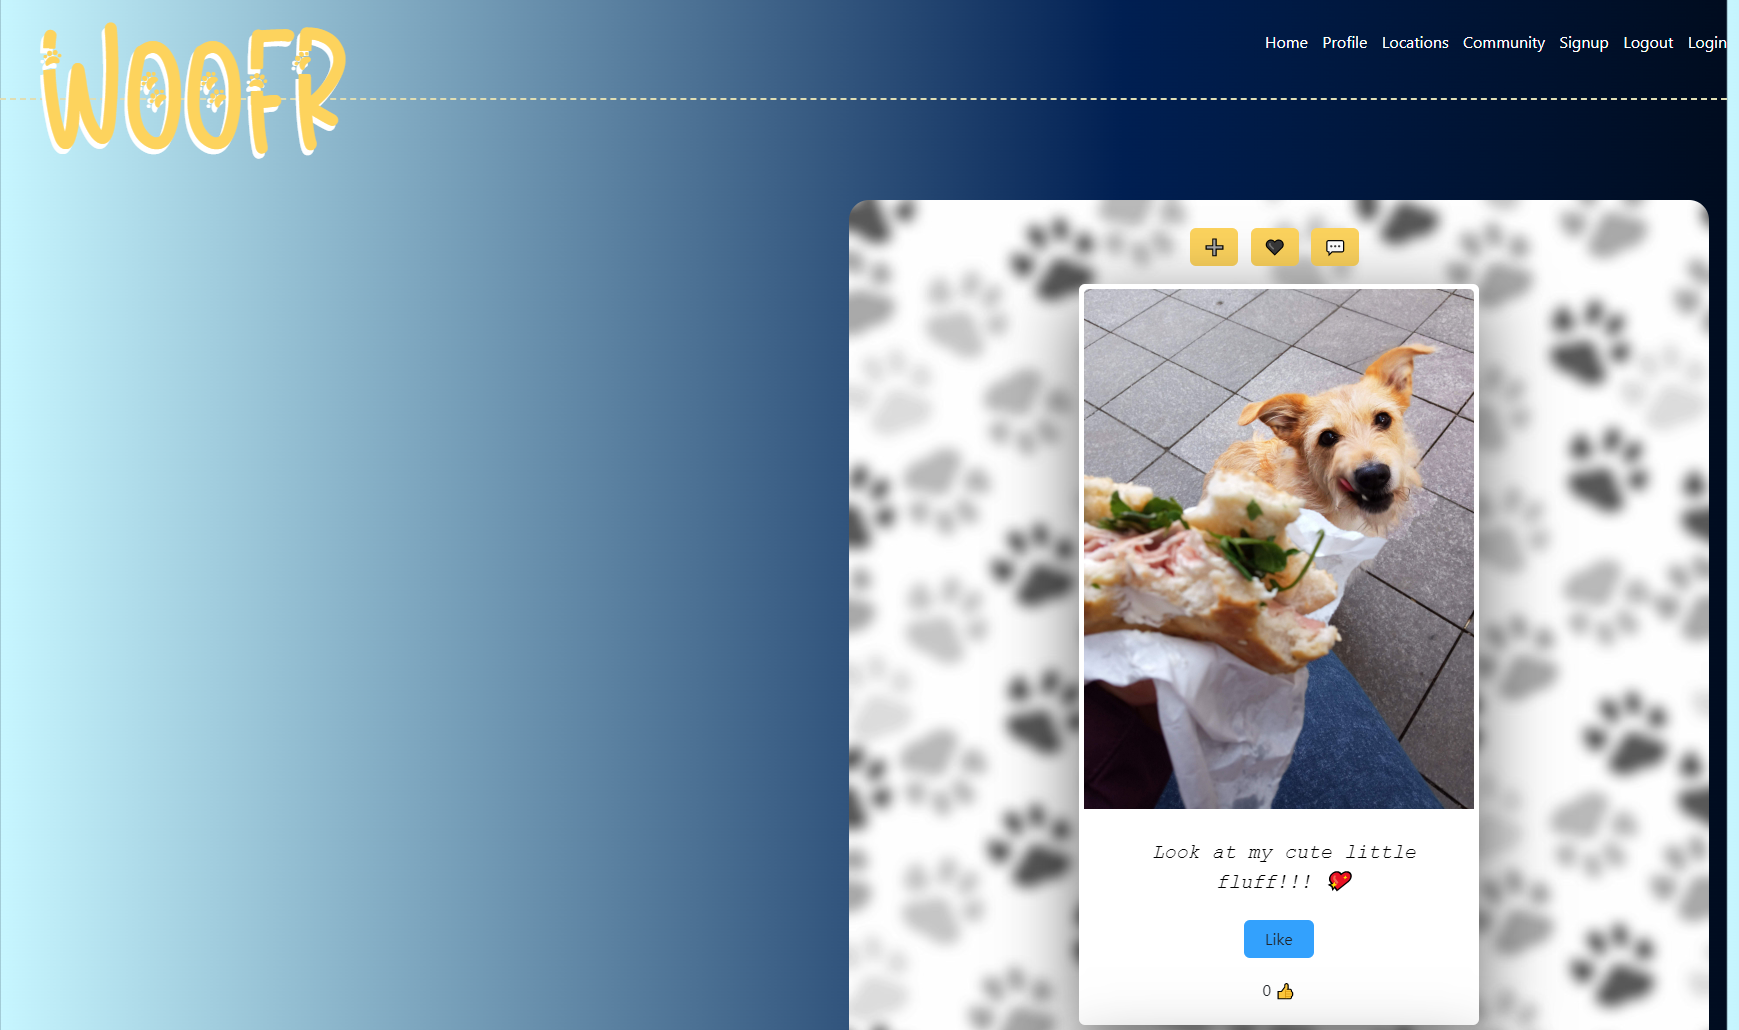 WOOFR
Home Profile Locations Community Signup Logout Login
Look at my cute little
fluff!!! 💘
Like
0 👍